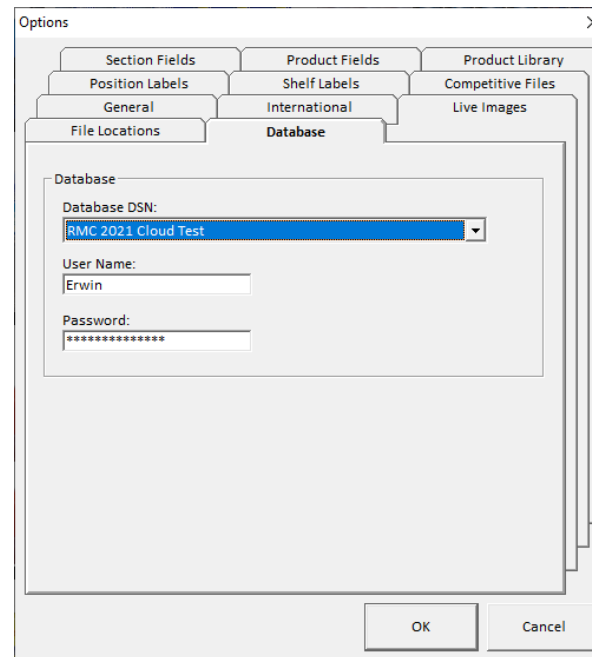 Options
Section Fields Product Fields Product Library
Position Labels Shelf Labels Competitive Files
General International Live Images
File Locations Database
Database
Database DSN:
RMC 2021 Cloud Test
User Name:
Erwin
Password:
**************
OK Cancel